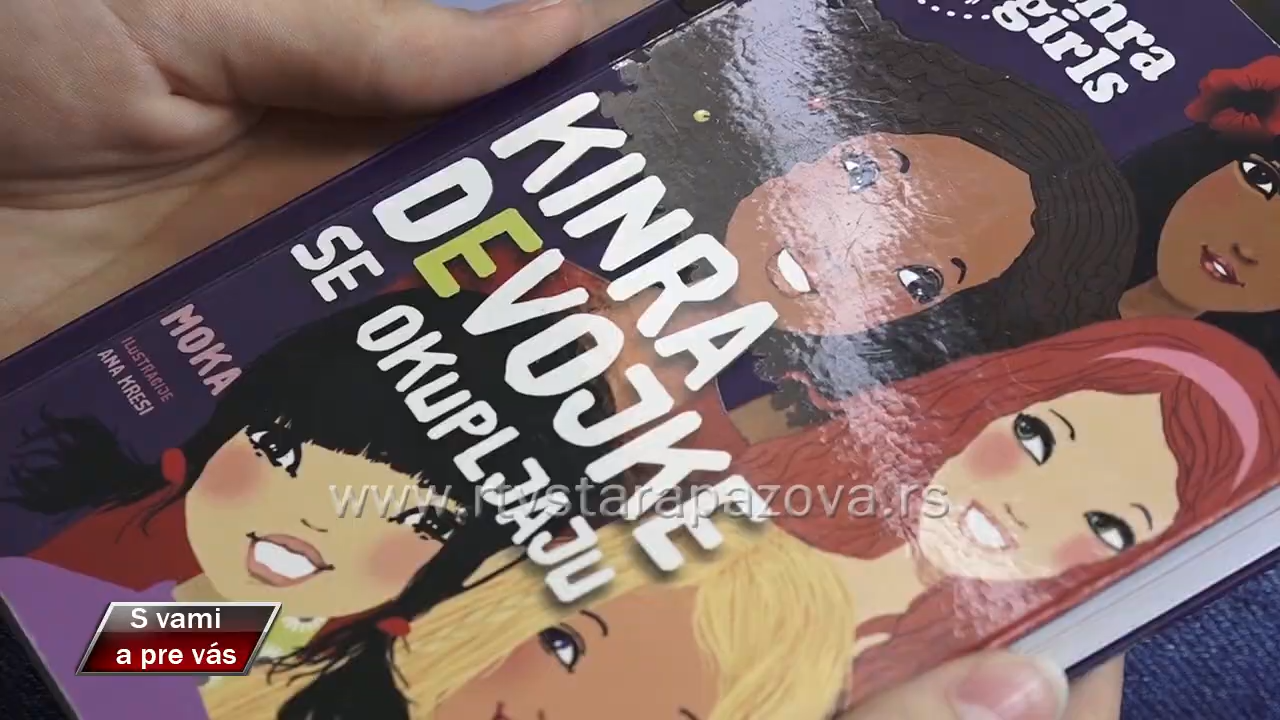 girls
KINRA
DEVOJKE
SE OKUPLJAJU
MOKA
ILUSTRACIJE
ANA KRESI
www.rtvstarapazova.rs
S vami
a pre vás